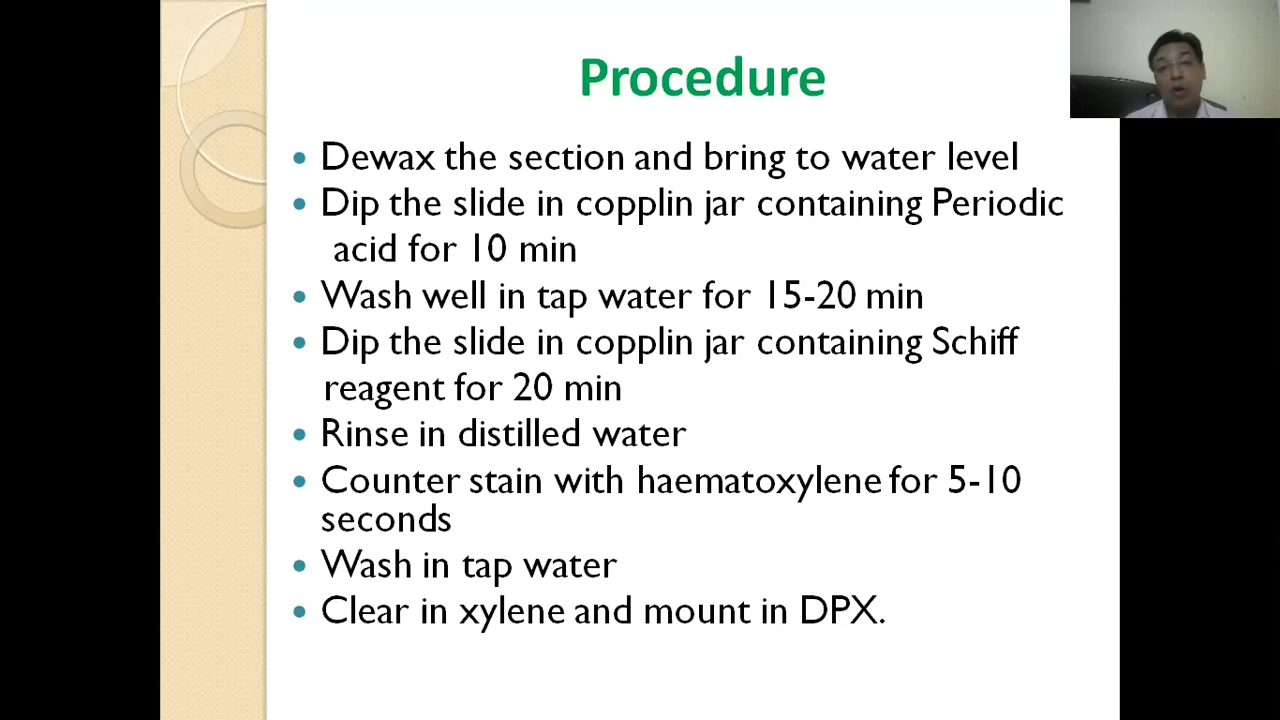 Procedure
• Dewax the section and bring to water level
• Dip the slide in copplin jar containing Periodic
acid for 10 min
• Wash well in tap water for 15-20 min
• Dip the slide in copplin jar containing Schiff
reagent for 20 min
• Rinse in distilled water
• Counter stain with haematoxylene for 5-10
seconds
• Wash in tap water
• Clear in xylene and mount in DPX.